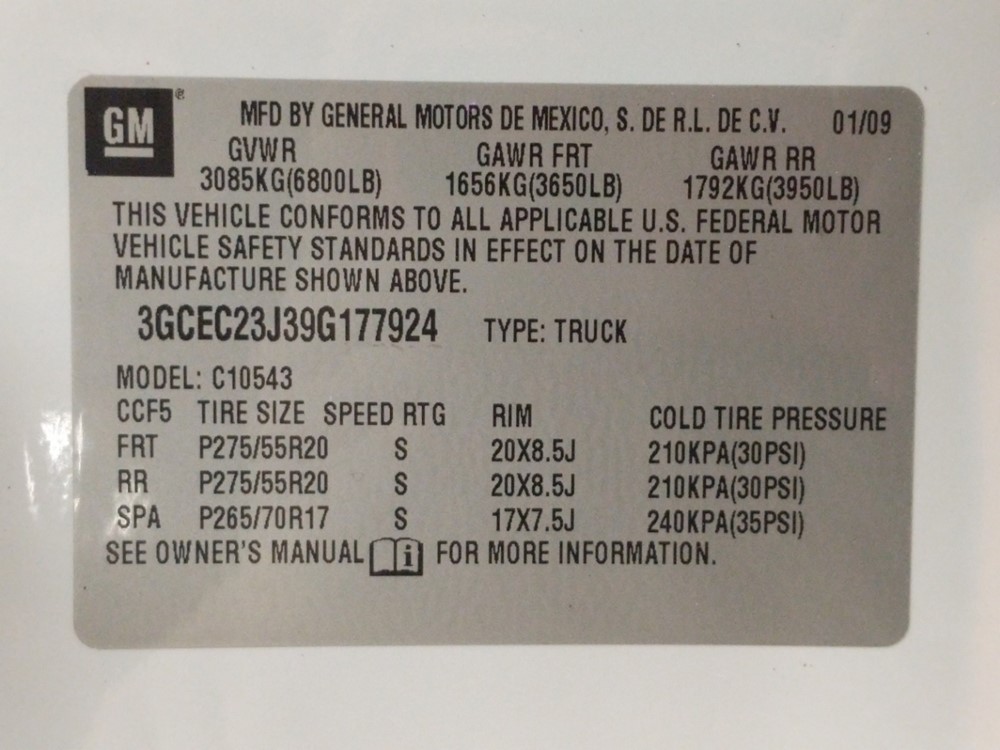 GM®
MFD BY GENERAL MOTORS DE MEXICO, S. DE R.L. DE C.V. 01/09
GVWR GAWR FRT GAWR RR
3085KG(6800LB) 1656KG(3650LB) 1792KG(3950LB)
THIS VEHICLE CONFORMS TO ALL APPLICABLE U.S. FEDERAL MOTOR
VEHICLE SAFETY STANDARDS IN EFFECT ON THE DATE OF
MANUFACTURE SHOWN ABOVE.
3GCEC23J39G177924 TYPE: TRUCK
MODEL: C10543
CCF5 TIRE SIZE SPEED RTG RIM COLD TIRE PRESSURE
FRT P275/55R20 S 20X8.5J 210KPA(30PSI)
RR P275/55R20 S 20X8.5J 210KPA(30PSI)
SPA P265/70R17 S 17X7.5J 240KPA(35PSI)
SEE OWNER'S MANUAL i FOR MORE INFORMATION.